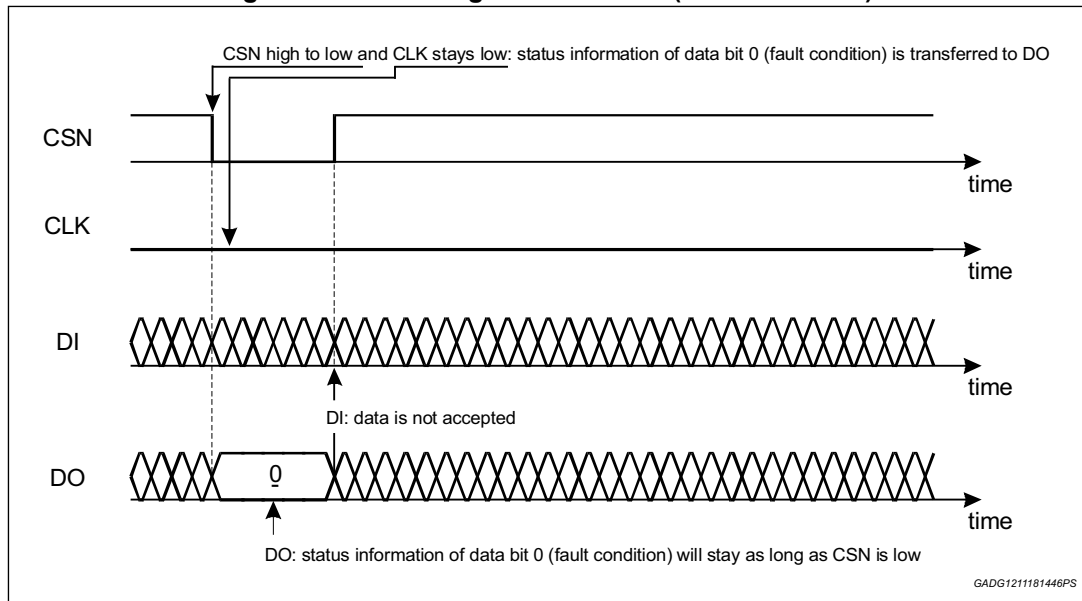 CSN high to low and CLK stays low: status information of data bit 0 (fault condition) is transferred to DO
CSN
time
CLK
time
DI
time
DI: data is not accepted
DO
0
time
DO: status information of data bit 0 (fault condition) will stay as long as CSN is low
GADG1211181446PS